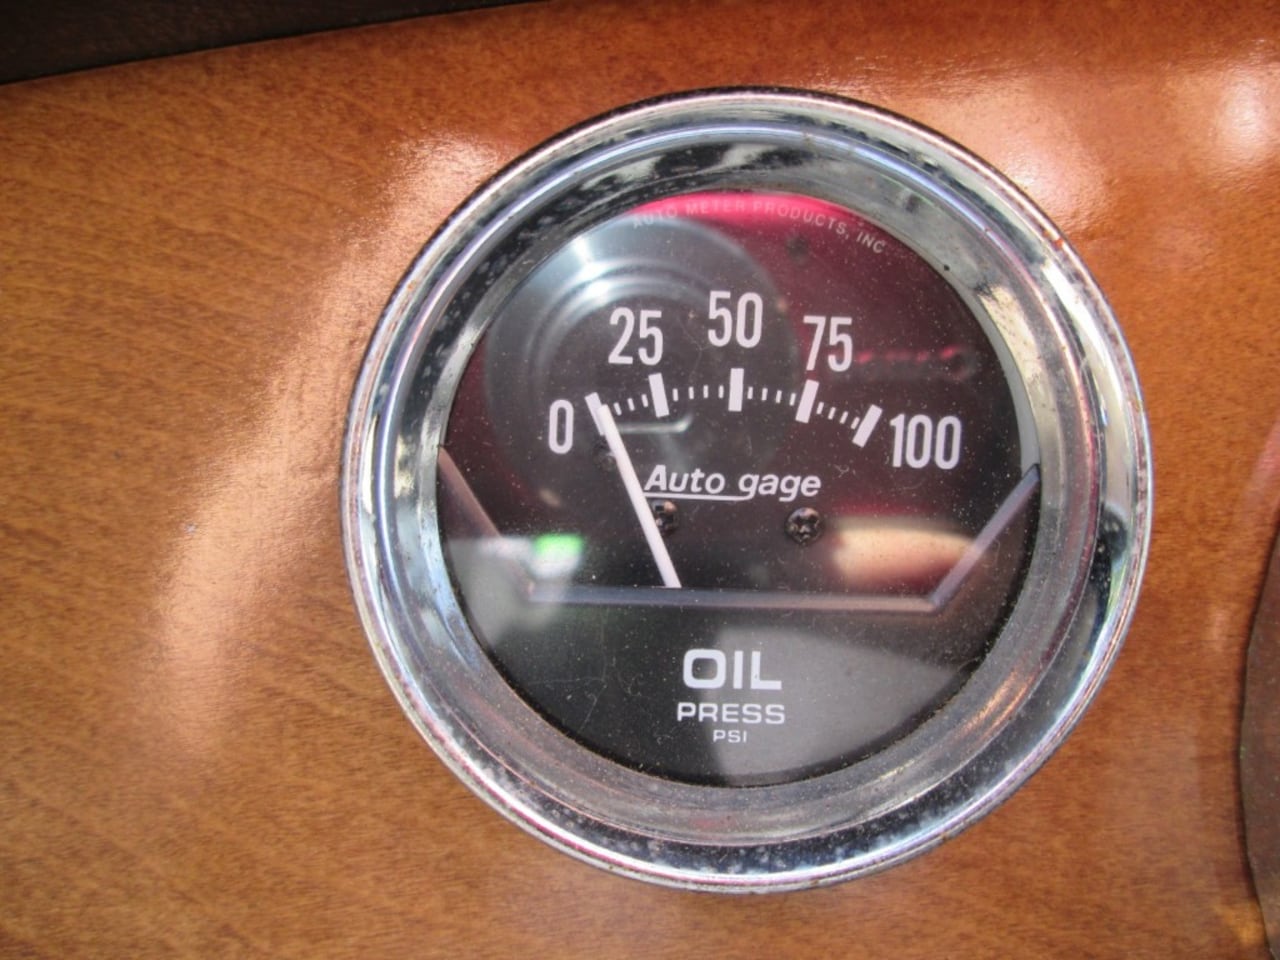 AUTO METER PRODUCTS, INC
0 25 50 75 100
Auto gage
OIL
PRESS
PSI